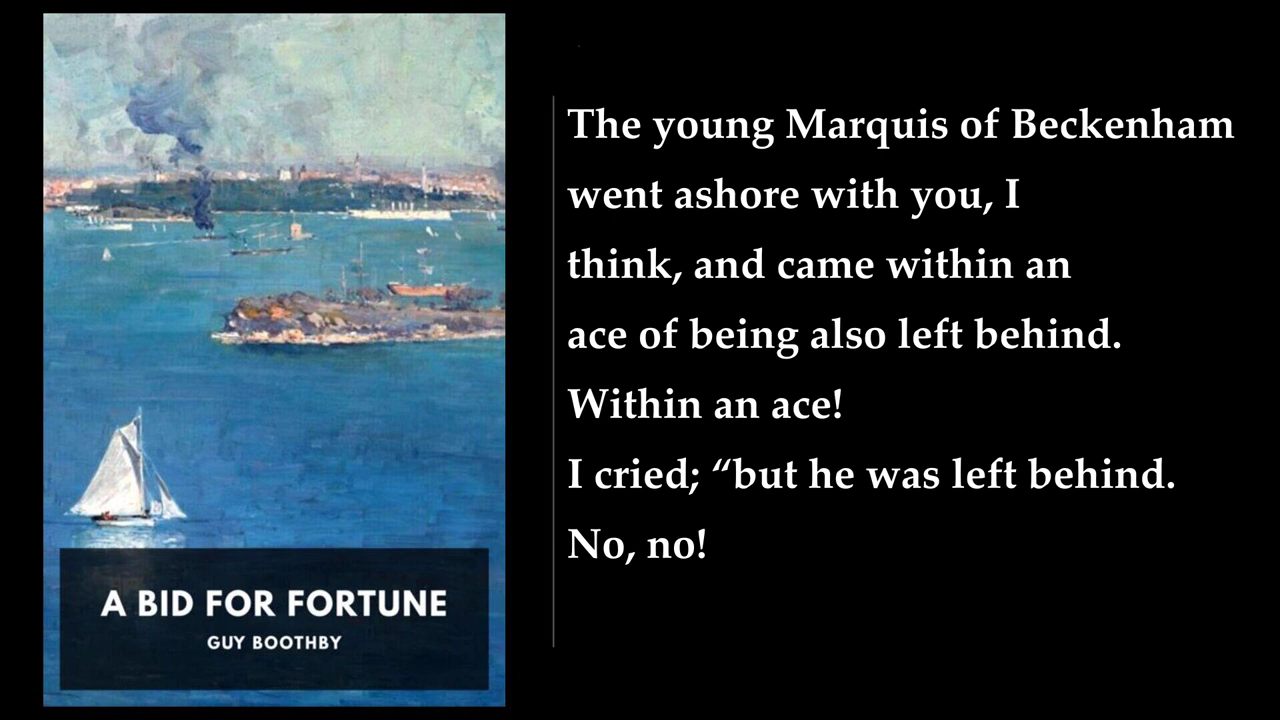 The young Marquis of Beckenham
went ashore with you, I
think, and came within an
ace of being also left behind.
Within an ace!
I cried; “but he was left behind.
No, no!
A BID FOR FORTUNE
GUY BOOTHBY